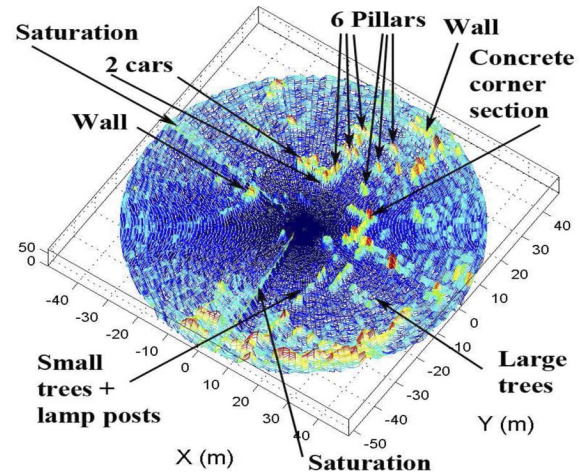 Saturation
6 Pillars
Wall
2 cars
Concrete
corner
section
Wall
50
0
-40
-30
-20
-10
0
10
20
30
40
40
30
20
10
0
-10
-20
-30
-40
-50
Small
trees +
lamp posts
Large
trees
X (m)
Y (m)
Saturation